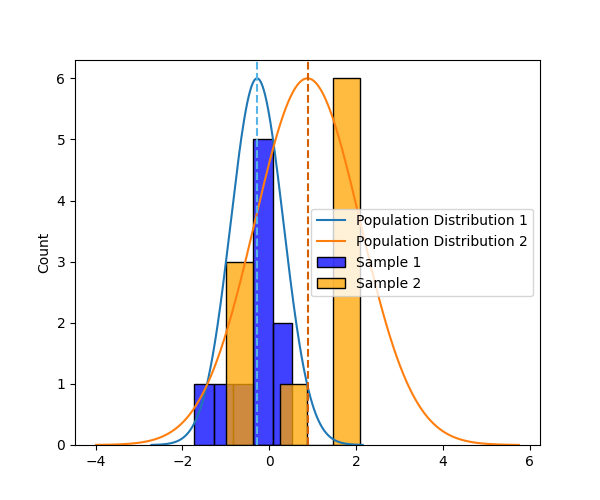 6
5
4
3
2
1
0
Count
Population Distribution 1
Population Distribution 2
Sample 1
Sample 2
−4 −2 0 2 4 6